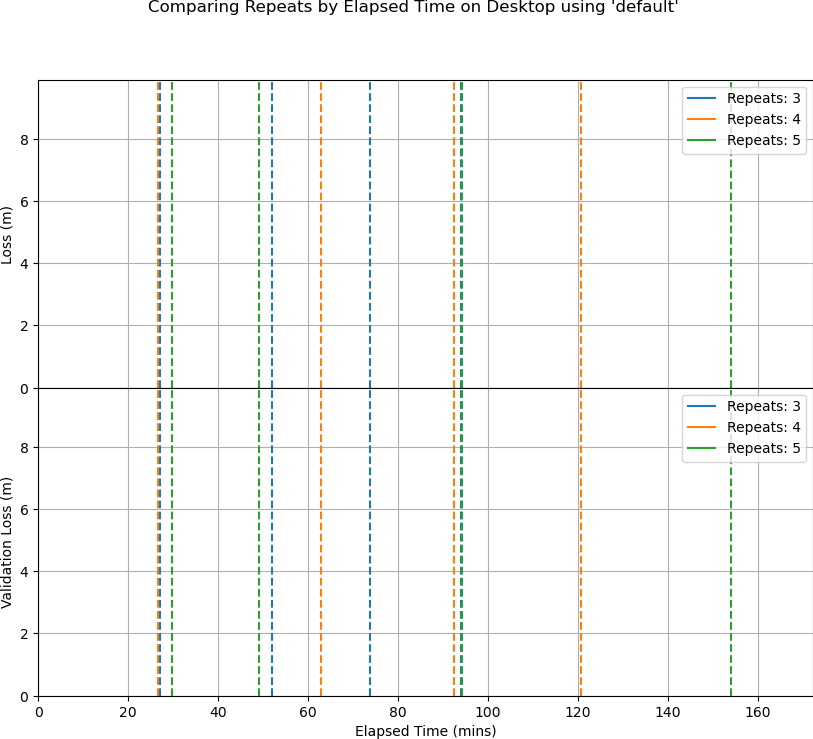 Comparing Repeats by Elapsed Time on Desktop using 'default'
Loss (m)
8
6
4
2
0
Repeats: 3
Repeats: 4
Repeats: 5
Validation Loss (m)
8
6
4
2
0
Repeats: 3
Repeats: 4
Repeats: 5
0 20 40 60 80 100 120 140 160
Elapsed Time (mins)